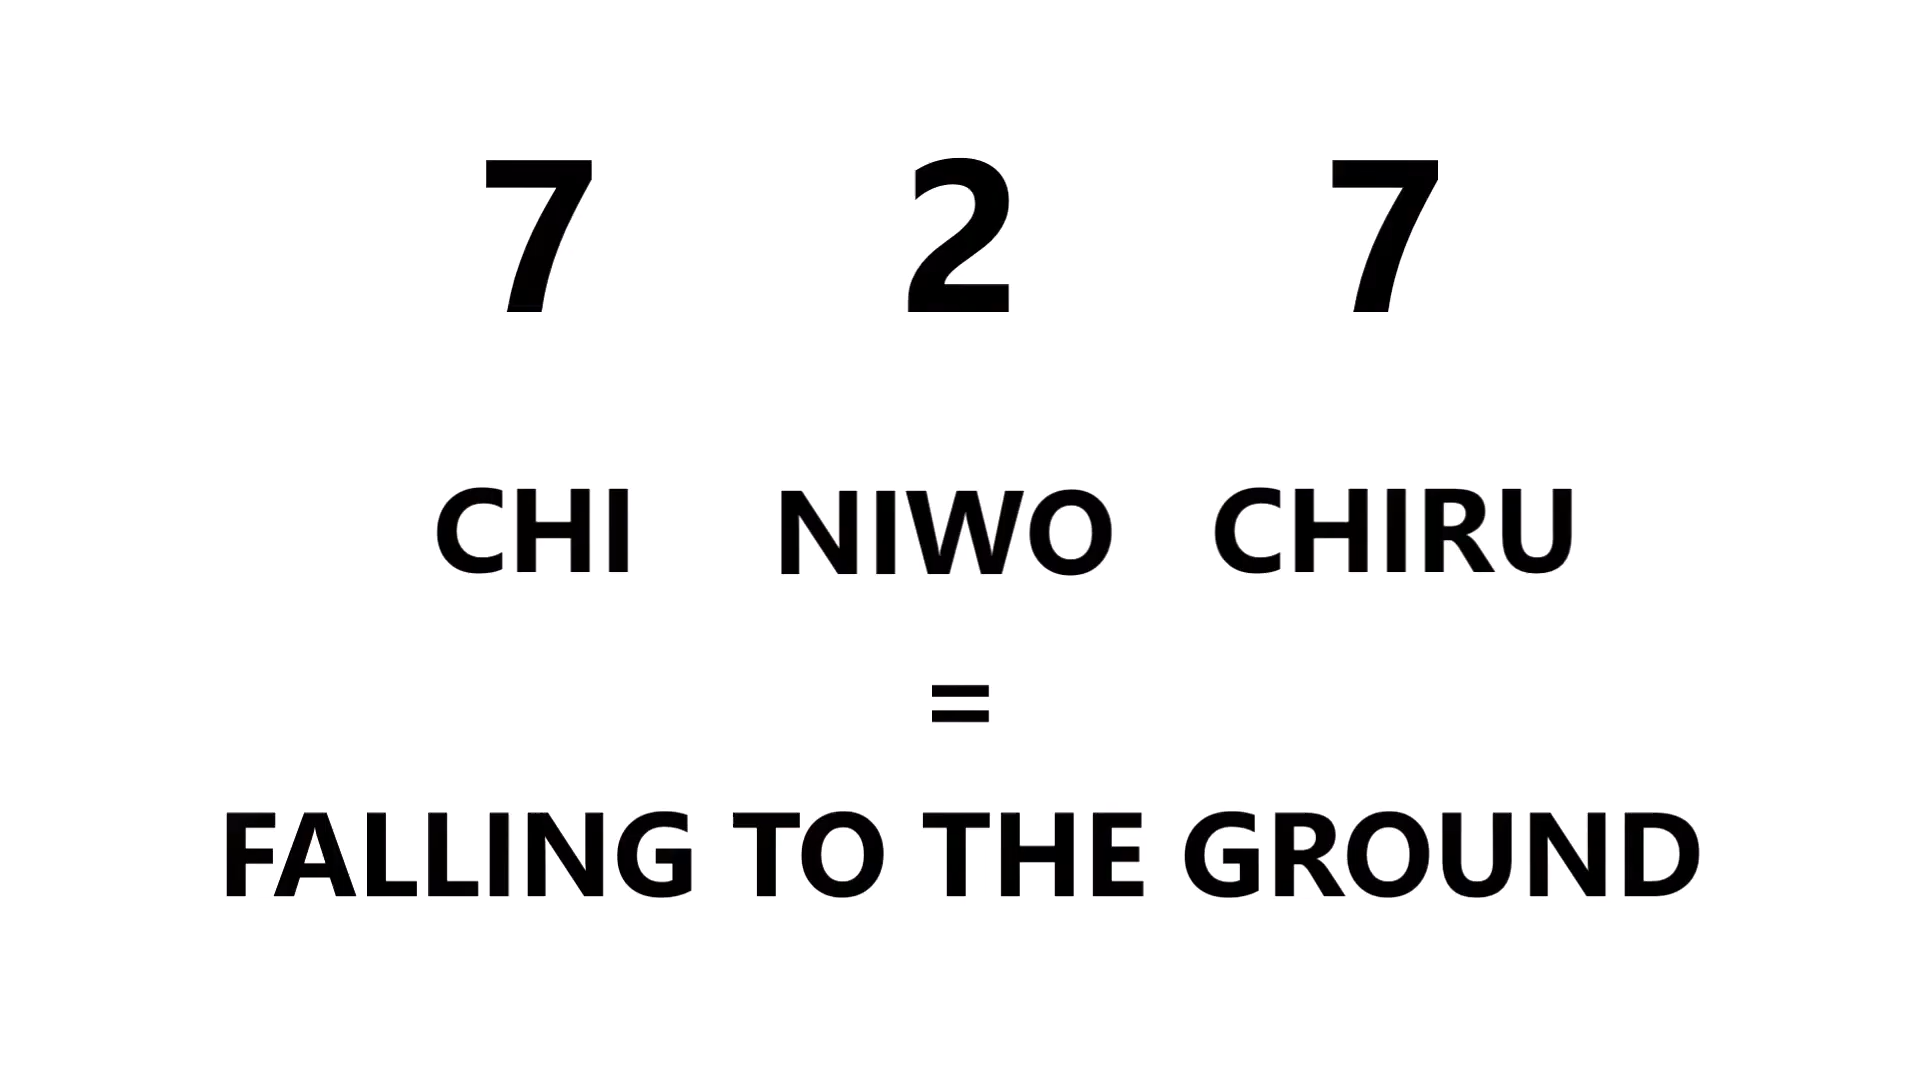 7 2 7
CHI NIWO CHIRU
=
FALLING TO THE GROUND